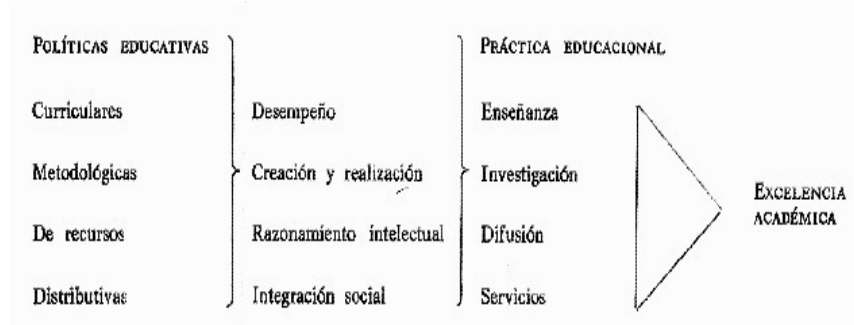 POLÍTICAS EDUCATIVAS
PRÁCTICA EDUCACIONAL
Curriculares
Desempeño
Enseñanza
Metodológicas
Creación y realización
Investigación
EXCELENCIA
ACADÉMICA
De recursos
Razonamiento intelectual
Difusión
Distributivas
Integración social
Servicios